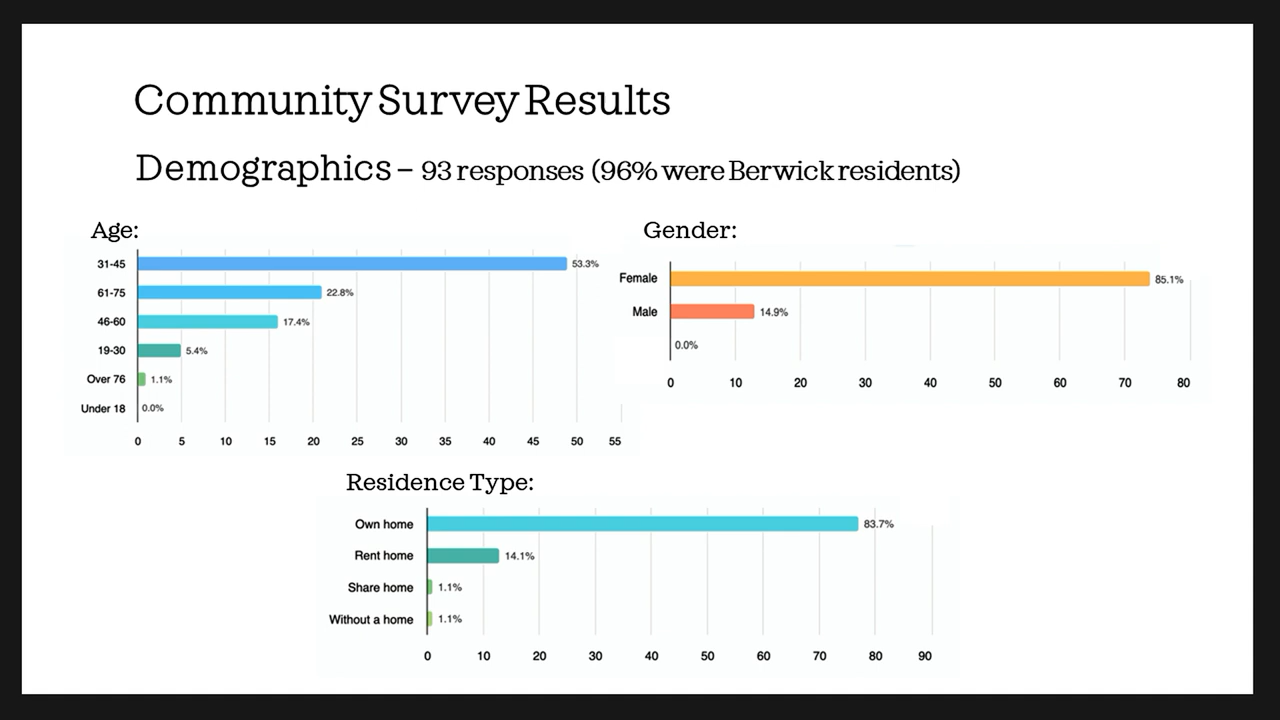 Community Survey Results
Demographics – 93 responses (96% were Berwick residents)
Age:
31-45 53.3%
61-75 22.8%
46-60 17.4%
19-30 5.4%
Over 76 1.1%
Under 18 0.0%
0 5 10 15 20 25 30 35 40 45 50 55
Gender:
Female 85.1%
Male 14.9%
0.0%
0 10 20 30 40 50 60 70 80
Residence Type:
Own home 83.7%
Rent home 14.1%
Share home 1.1%
Without a home 1.1%
0 10 20 30 40 50 60 70 80 90